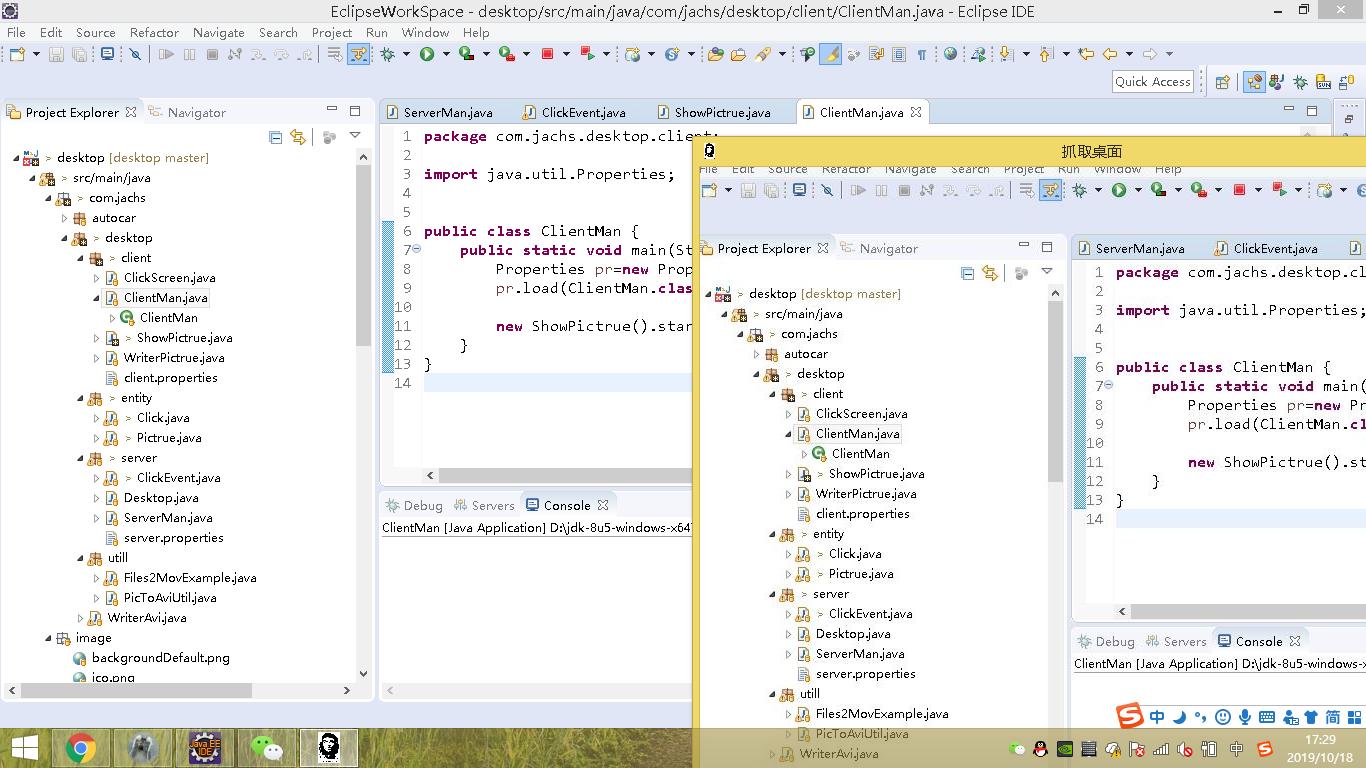 EclipseWorkSpace - desktop/src/main/java/com/jachs/desktop/client/ClientMan.java - Eclipse IDE
File Edit Source Refactor Navigate Search Project Run Window Help
Quick Access
Project Explorer Navigator
> desktop [desktop master]
> src/main/java
> com.jachs
autocar
> desktop
> client
ClickScreen.java
ClientMan.java
ClientMan
> ShowPictrue.java
WriterPictrue.java
client.properties
> entity
> Click.java
> Pictrue.java
> server
> ClickEvent.java
Desktop.java
ServerMan.java
server.properties
utill
Files2MovExample.java
PicToAviUtil.java
WriterAvi.java
image
backgroundDefault.png
ico.png
ServerMan.java ClickEvent.java ShowPictrue.java ClientMan.java
1 package com.jachs.desktop.client;
2
3 import java.util.Properties;
4
5
6 public class ClientMan {
7 public static void main(St
8 Properties pr=new Prop
9 pr.load(ClientMan.clas
10
11 new ShowPictrue().star
12 }
13 }
14
Debug Servers Console
ClientMan [Java Application] D:\jdk-8u5-windows-x64
抓取桌面
File Edit Source Refactor Navigate Search Project Run Window Help
Project Explorer Navigator
> desktop [desktop master]
> src/main/java
> com.jachs
autocar
> desktop
> client
ClickScreen.java
ClientMan.java
ClientMan
> ShowPictrue.java
WriterPictrue.java
client.properties
> entity
> Click.java
> Pictrue.java
> server
> ClickEvent.java
Desktop.java
ServerMan.java
server.properties
utill
Files2MovExample.java
PicToAviUtil.java
WriterAvi.java
ServerMan.java ClickEvent.java
1 package com.jachs.desktop.cl
2
3 import java.util.Properties;
4
5
6 public class ClientMan {
7 public static void main(
8 Properties pr=new Pr
9 pr.load(ClientMan.cl
10
11 new ShowPictrue().st
12 }
13 }
14
Debug Servers Console
ClientMan [Java Application] D:\jdk-8u5-windows-x
中 简
Java EE
IDE
中
17:29
2019/10/18